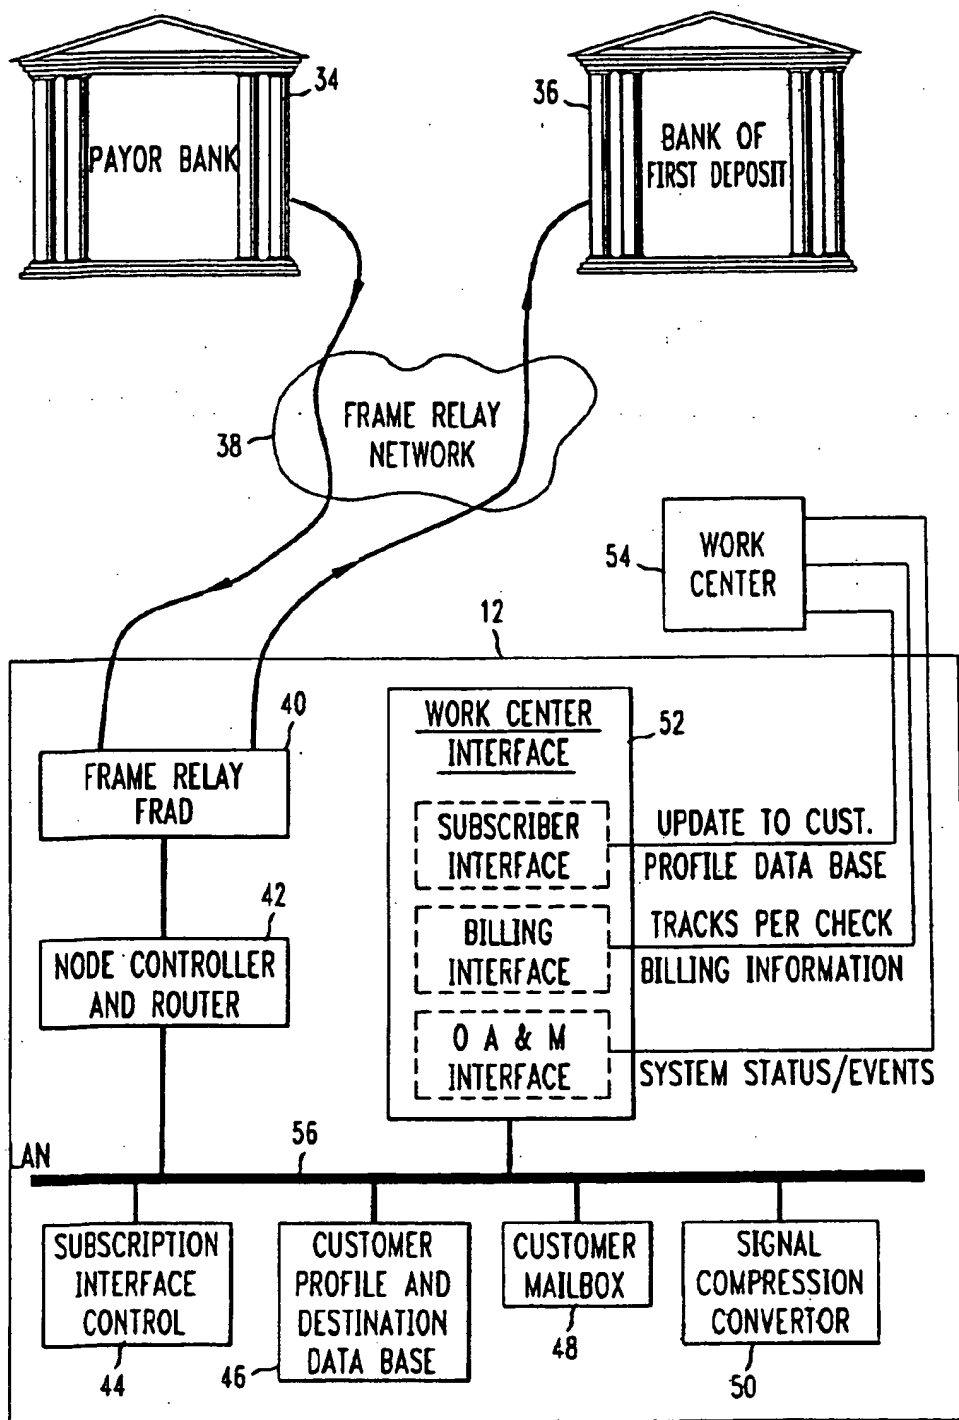 34
PAYOR BANK
36
BANK OF
FIRST DEPOSIT
38
FRAME RELAY
NETWORK
54
WORK
CENTER
12
40
FRAME RELAY
FRAD
42
NODE CONTROLLER
AND ROUTER
WORK CENTER
INTERFACE
52
SUBSCRIBER
INTERFACE
UPDATE TO CUST.
PROFILE DATA BASE
BILLING
INTERFACE
TRACKS PER CHECK
BILLING INFORMATION
O A & M
INTERFACE
SYSTEM STATUS/EVENTS
LAN
56
SUBSCRIPTION
INTERFACE
CONTROL
44
CUSTOMER
PROFILE AND
DESTINATION
DATA BASE
46
CUSTOMER
MAILBOX
48
SIGNAL
COMPRESSION
CONVERTOR
50